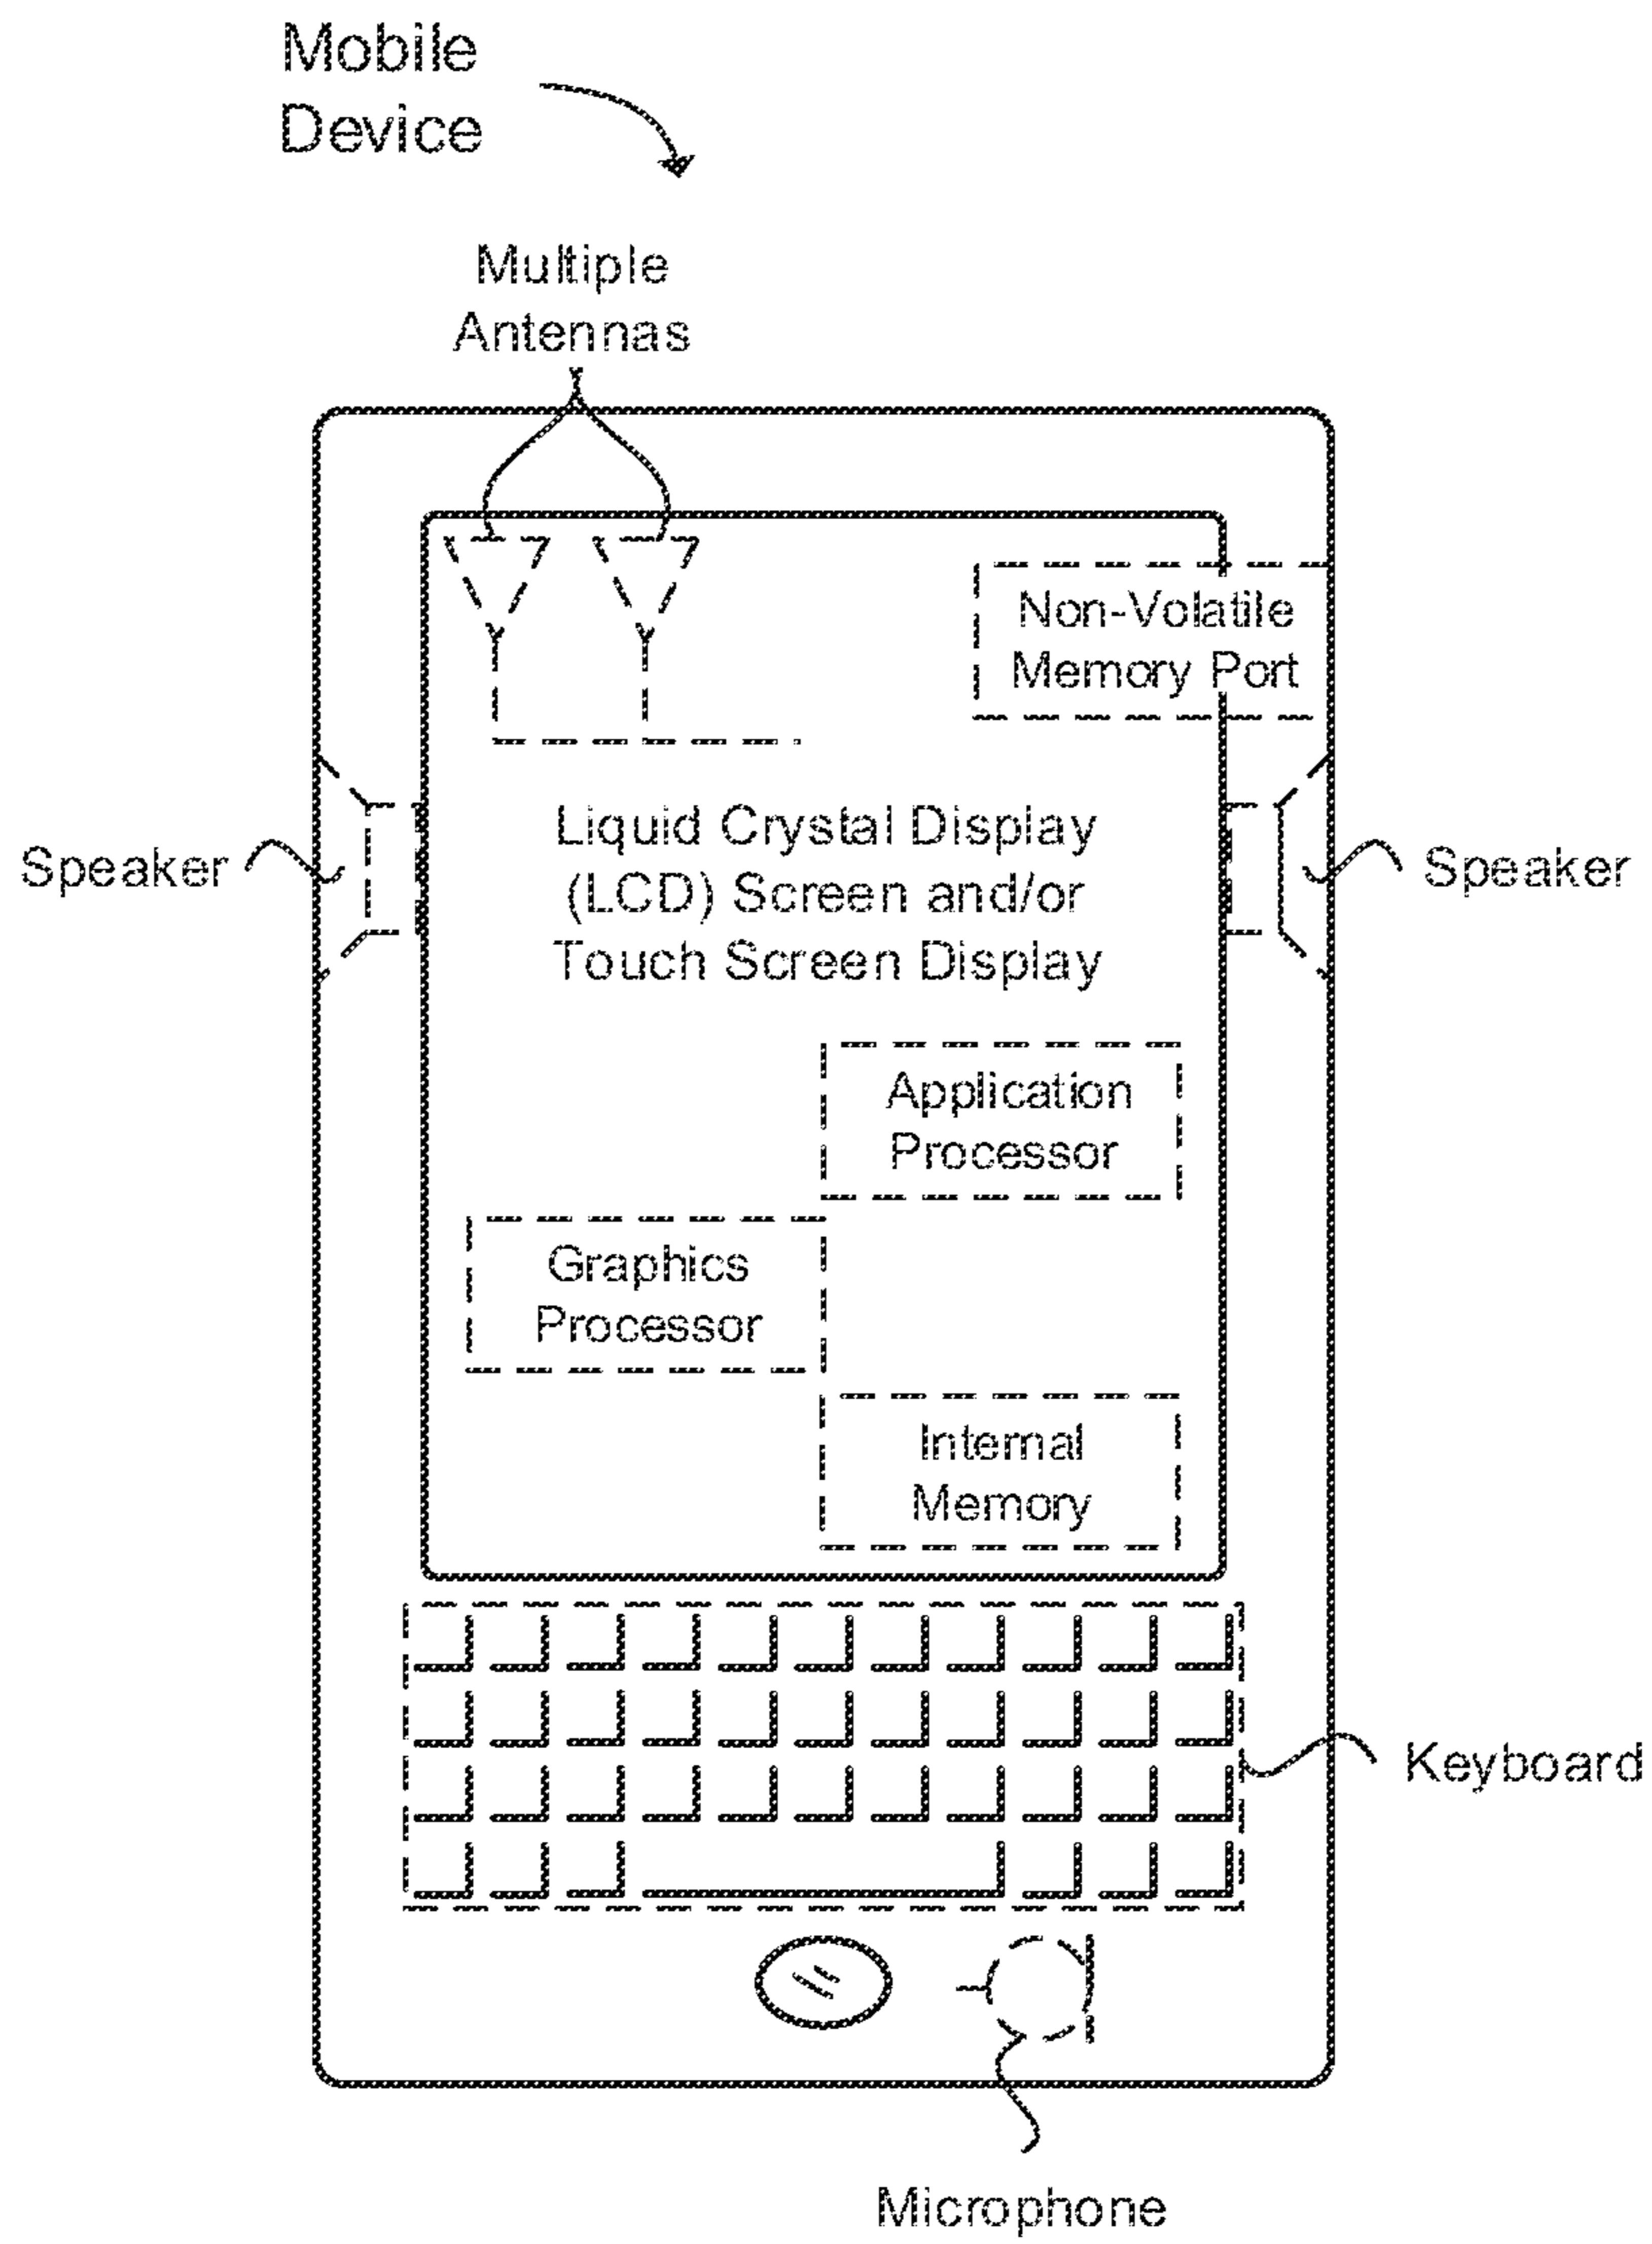 Mobile
Device
Multiple
Antennas
Non-Volatile
Memory Port
Speaker
Liquid Crystal Display
(LCD) Screen and/or
Touch Screen Display
Speaker
Application
Processor
Graphics
Processor
Internal
Memory
Keyboard
Microphone